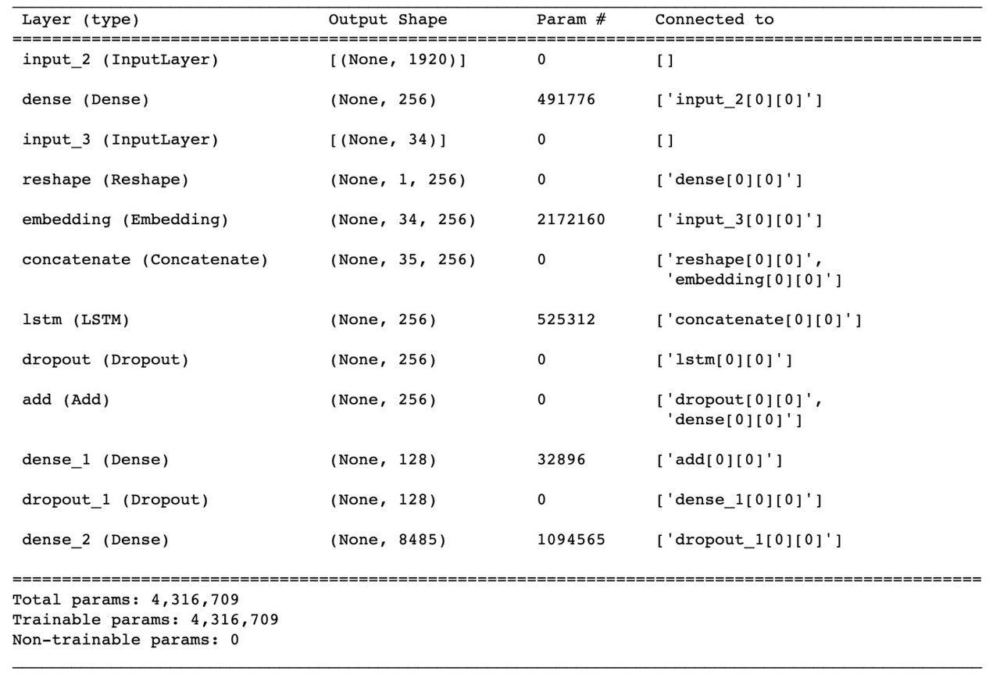 Layer (type) Output Shape Param # Connected to
==================================================================================================
input_2 (InputLayer) [(None, 1920)] 0 []
dense (Dense) (None, 256) 491776 ['input_2[0][0]']
input_3 (InputLayer) [(None, 34)] 0 []
reshape (Reshape) (None, 1, 256) 0 ['dense[0][0]']
embedding (Embedding) (None, 34, 256) 2172160 ['input_3[0][0]']
concatenate (Concatenate) (None, 35, 256) 0 ['reshape[0][0]',
'embedding[0][0]']
lstm (LSTM) (None, 256) 525312 ['concatenate[0][0]']
dropout (Dropout) (None, 256) 0 ['lstm[0][0]']
add (Add) (None, 256) 0 ['dropout[0][0]',
'dense[0][0]']
dense_1 (Dense) (None, 128) 32896 ['add[0][0]']
dropout_1 (Dropout) (None, 128) 0 ['dense_1[0][0]']
dense_2 (Dense) (None, 8485) 1094565 ['dropout_1[0][0]']
==================================================================================================
Total params: 4,316,709
Trainable params: 4,316,709
Non-trainable params: 0